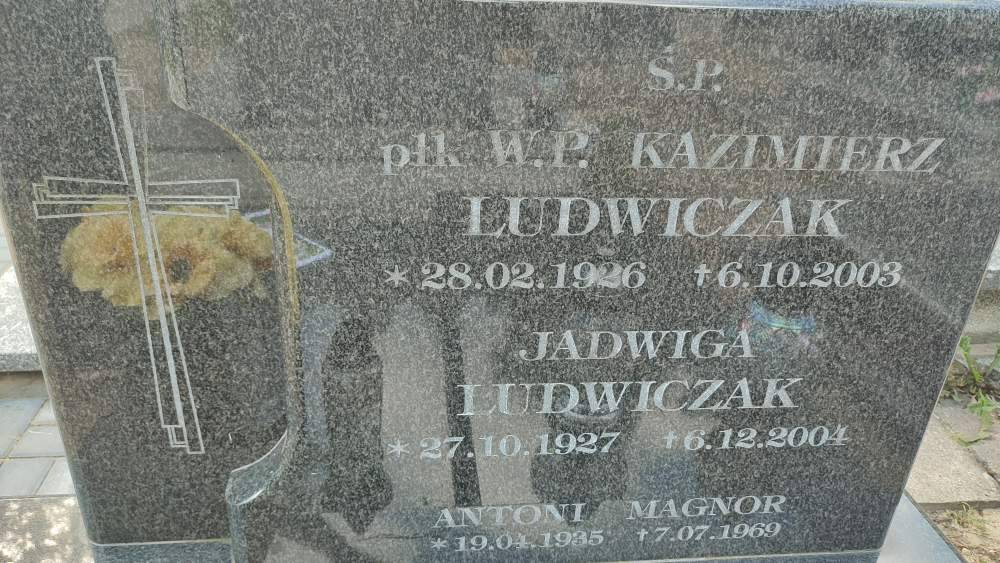 Ś.P.
płk W.P. KAZIMIERZ
LUDWICZAK
* 28.02.1926 † 6.10.2003
JADWIGA
LUDWICZAK
* 27.10.1927 † 6.12.2004
ANTONI MAGNOR
* 19.04.1935 † 7.07.1969